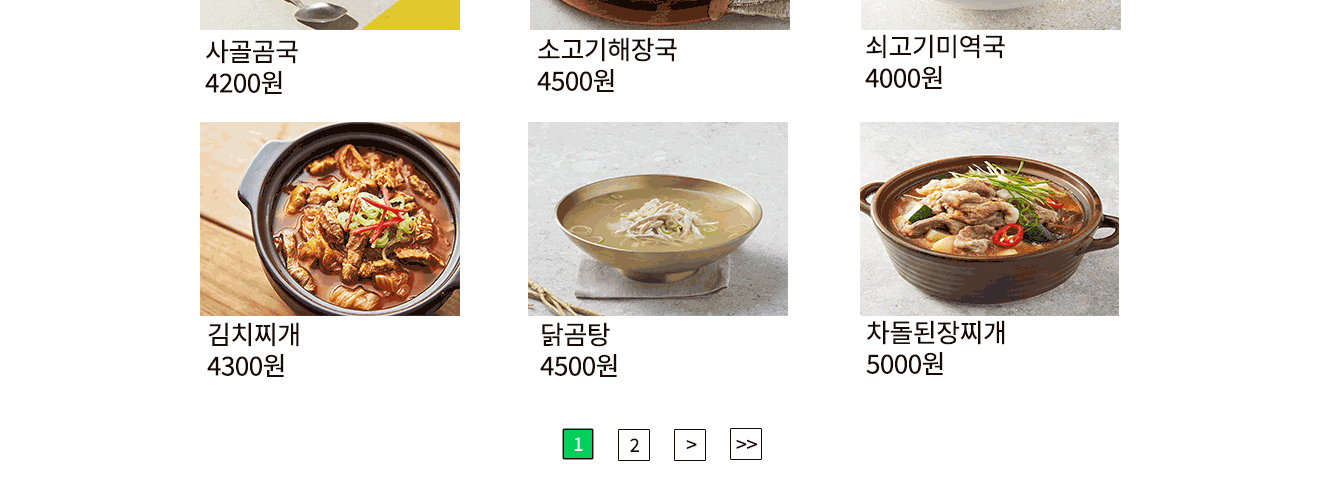 사골곰국
4200원
소고기해장국
4500원
쇠고기미역국
4000원
김치찌개
4300원
닭곰탕
4500원
차돌된장찌개
5000원
1 2 > >>